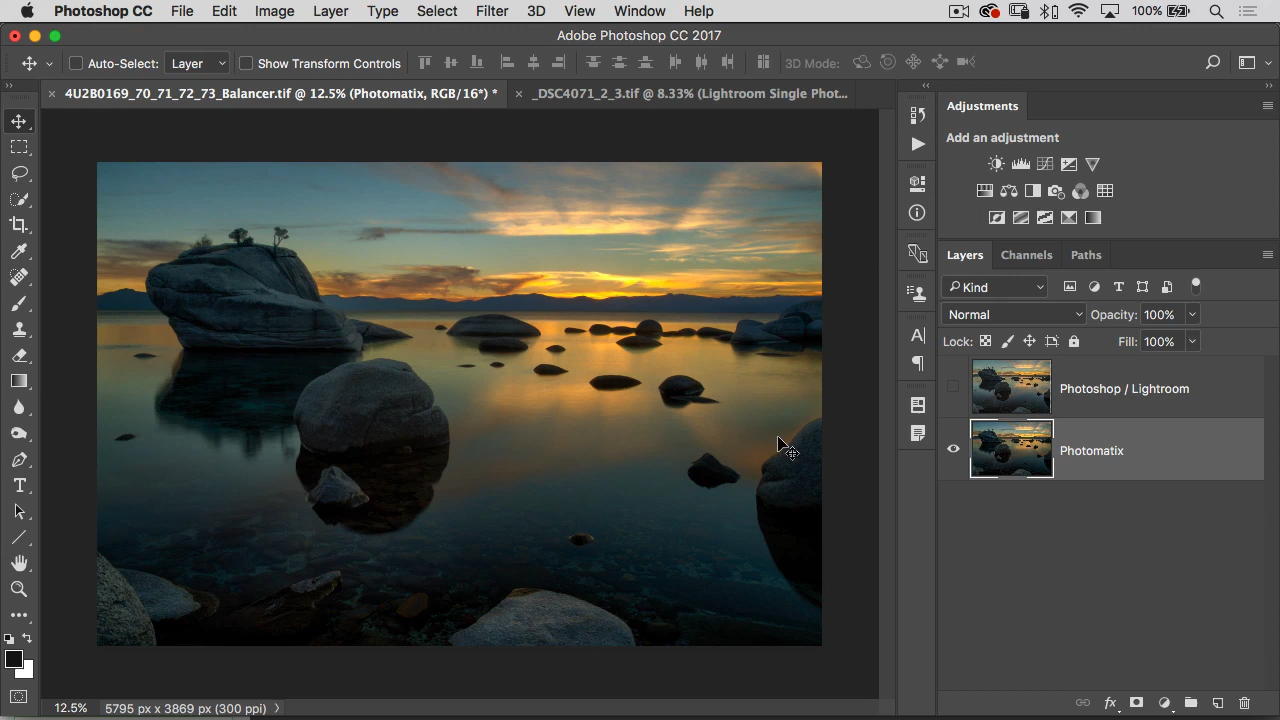 Photoshop CC File Edit Image Layer Type Select Filter 3D View Window Help 100%
Adobe Photoshop CC 2017
Auto-Select: Layer Show Transform Controls 3D Mode:
4U2B0169_70_71_72_73_Balancer.tif @ 12.5% (Photomatix, RGB/16*) * _DSC4071_2_3.tif @ 8.33% (Lightroom Single Phot...
Adjustments
Add an adjustment
Layers Channels Paths
Kind
Normal Opacity: 100%
Lock: Fill: 100%
Photoshop / Lightroom
Photomatix
12.5% 5795 px x 3869 px (300 ppi)